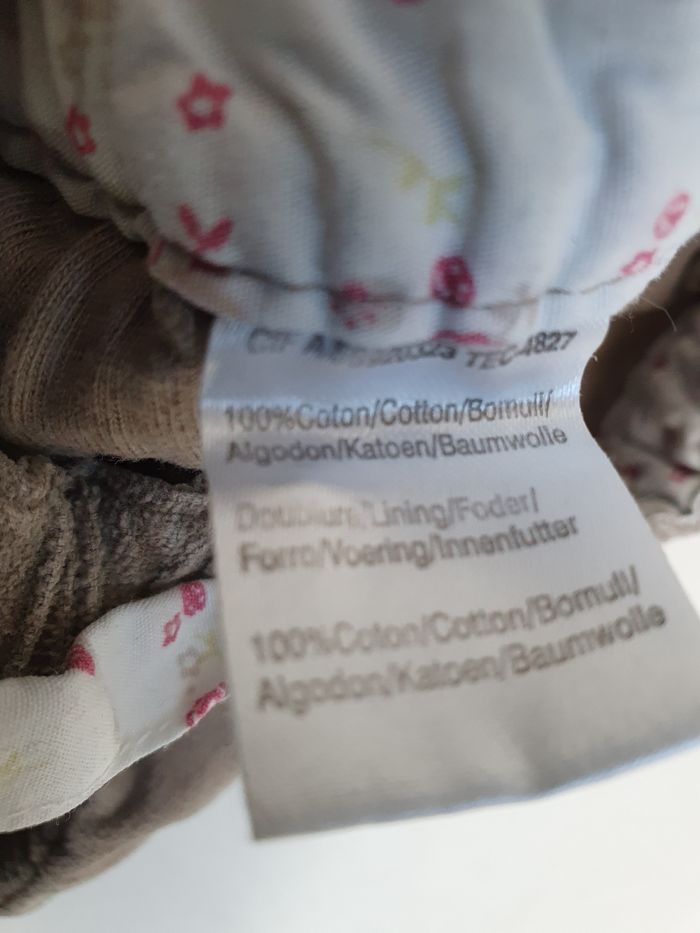 TEC-4827
100%Coton/Cotton/Bomull/
Algodon/Katoen/Baumwolle
Doublure/Lining/Foder/
Forro/Voering/Innenfutter
100%Coton/Cotton/Bomull/
Algodon/Katoen/Baumwolle